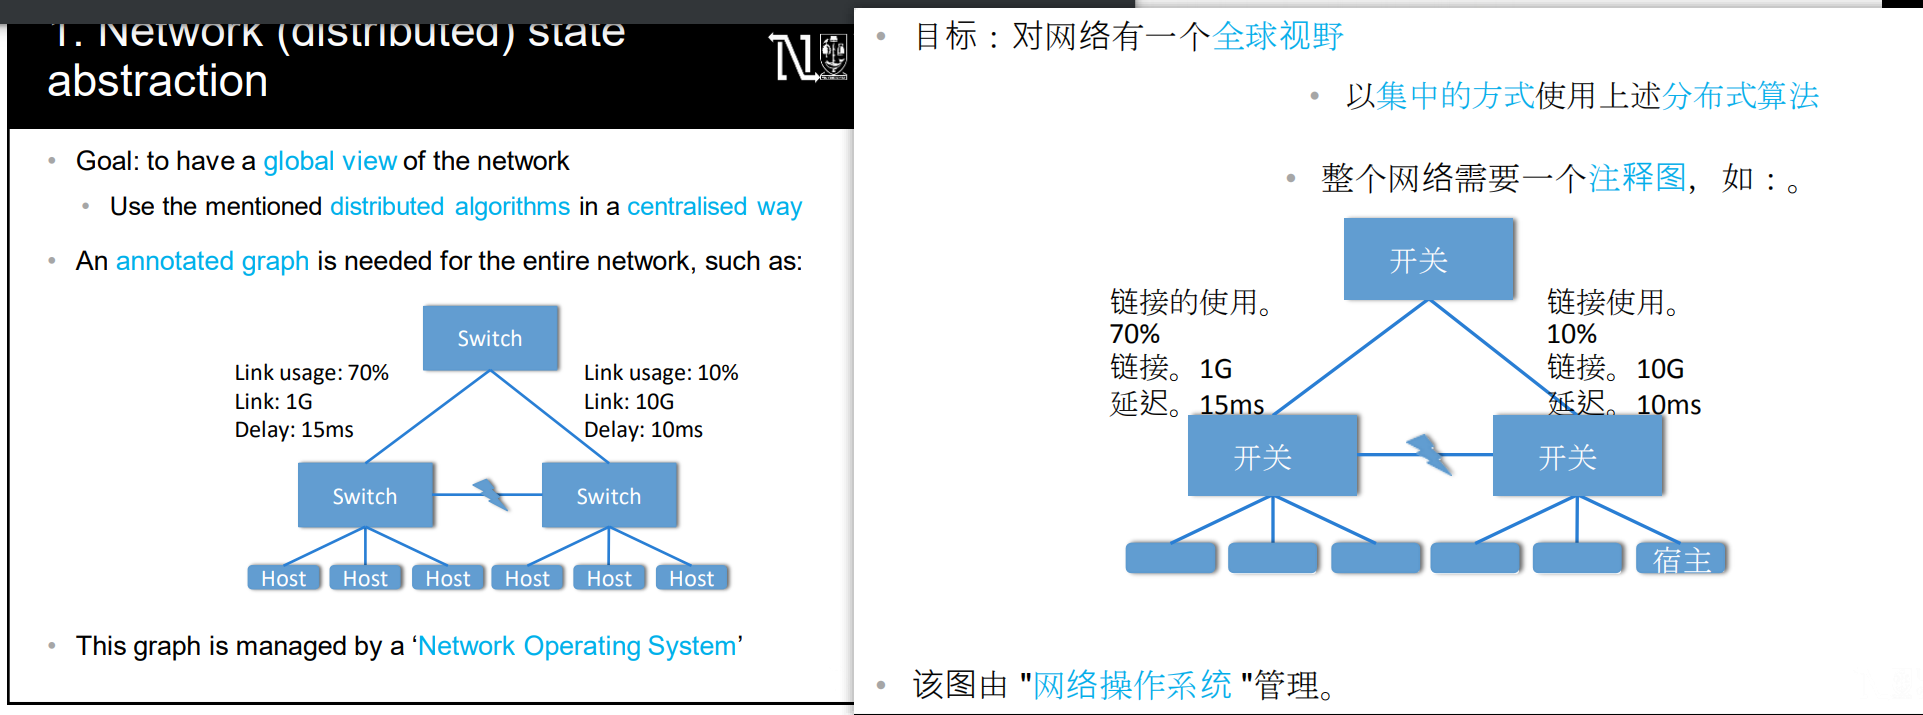 1. Network (distributed) state
abstraction
• Goal: to have a global view of the network
• Use the mentioned distributed algorithms in a centralised way
• An annotated graph is needed for the entire network, such as:
Switch
Link usage: 70%
Link: 1G
Delay: 15ms
Link usage: 10%
Link: 10G
Delay: 10ms
Switch
Switch
Host
Host
Host
Host
Host
Host
• This graph is managed by a ‘Network Operating System’
• 目标：对网络有一个全球视野
• 以集中的方式使用上述分布式算法
• 整个网络需要一个注释图，如：。
开关
链接的使用。
70%
链接。1G
延迟。15ms
链接使用。
10%
链接。10G
延迟。10ms
开关
开关
宿主
• 该图由 "网络操作系统 "管理。